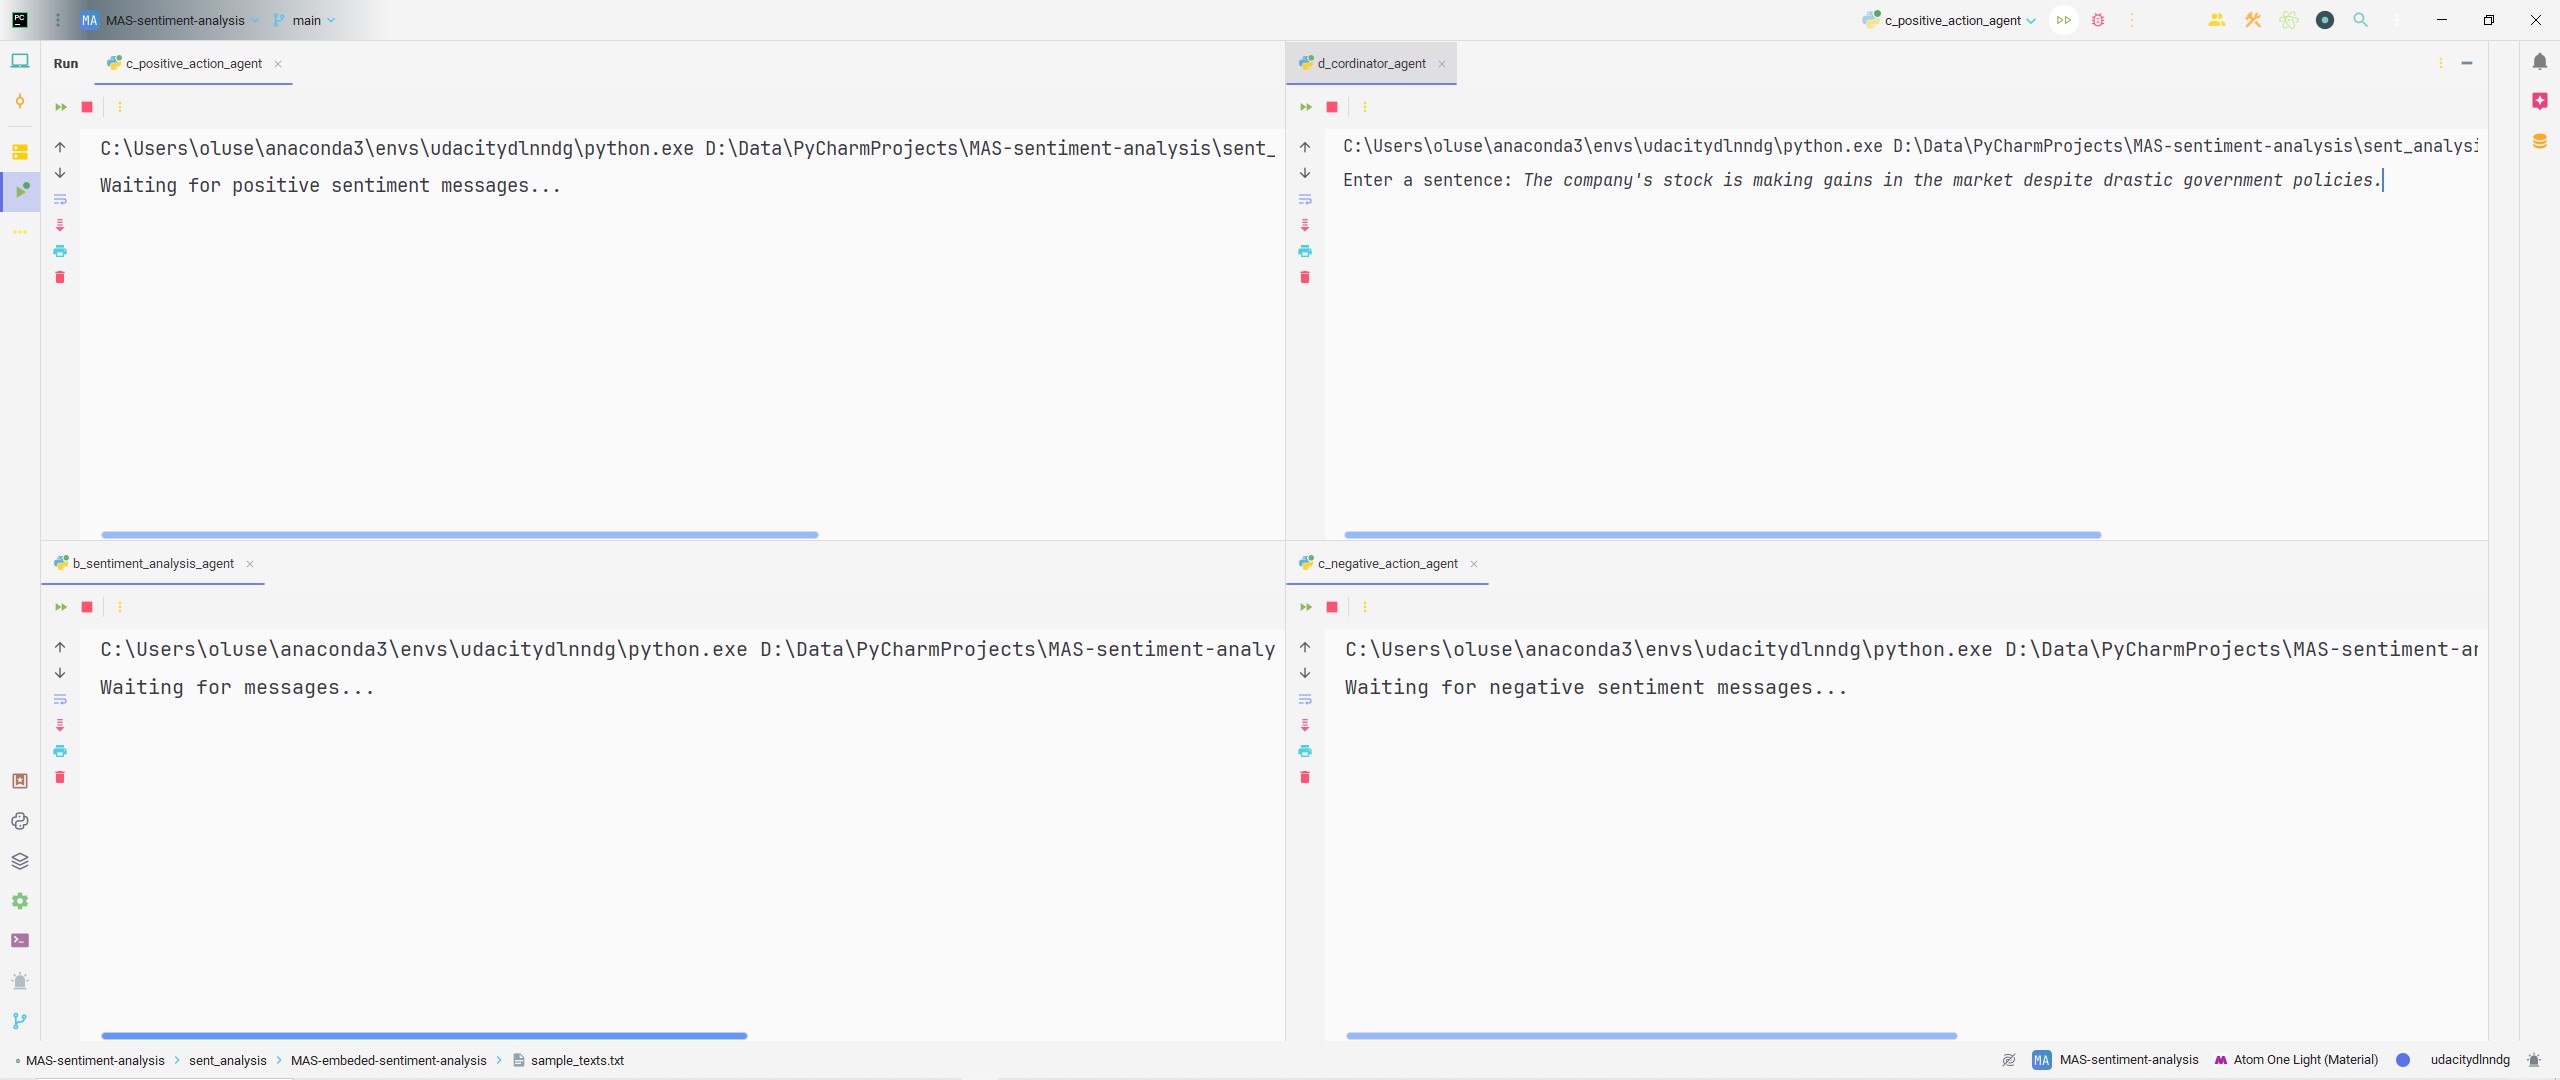 PC MA MAS-sentiment-analysis main c_positive_action_agent
Run c_positive_action_agent
C:\Users\oluse\anaconda3\envs\udacitydlnndg\python.exe D:\Data\PyCharmProjects\MAS-sentiment-analysis\sent_
Waiting for positive sentiment messages...
d_cordinator_agent
C:\Users\oluse\anaconda3\envs\udacitydlnndg\python.exe D:\Data\PyCharmProjects\MAS-sentiment-analysis\sent_analysi
Enter a sentence: The company's stock is making gains in the market despite drastic government policies.
b_sentiment_analysis_agent
C:\Users\oluse\anaconda3\envs\udacitydlnndg\python.exe D:\Data\PyCharmProjects\MAS-sentiment-analy
Waiting for messages...
c_negative_action_agent
C:\Users\oluse\anaconda3\envs\udacitydlnndg\python.exe D:\Data\PyCharmProjects\MAS-sentiment-an
Waiting for negative sentiment messages...
MAS-sentiment-analysis > sent_analysis > MAS-embeded-sentiment-analysis > sample_texts.txt MA MAS-sentiment-analysis Atom One Light (Material) udacitydlnndg